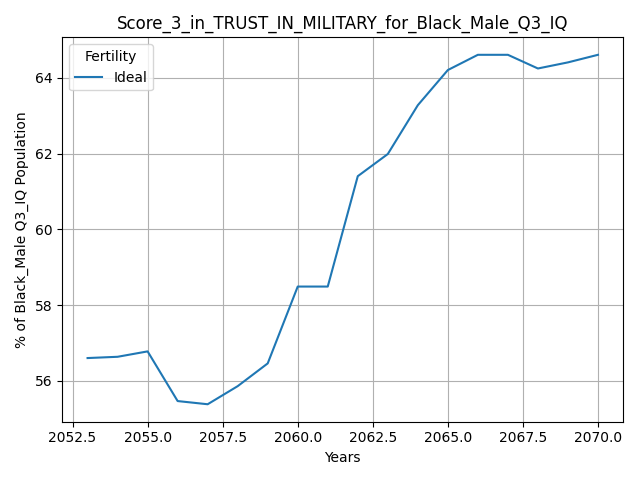 Score_3_in_TRUST_IN_MILITARY_for_Black_Male_Q3_IQ
Fertility
Ideal
64
62
60
58
56
% of Black_Male Q3_IQ Population
2052.5 2055.0 2057.5 2060.0 2062.5 2065.0 2067.5 2070.0
Years